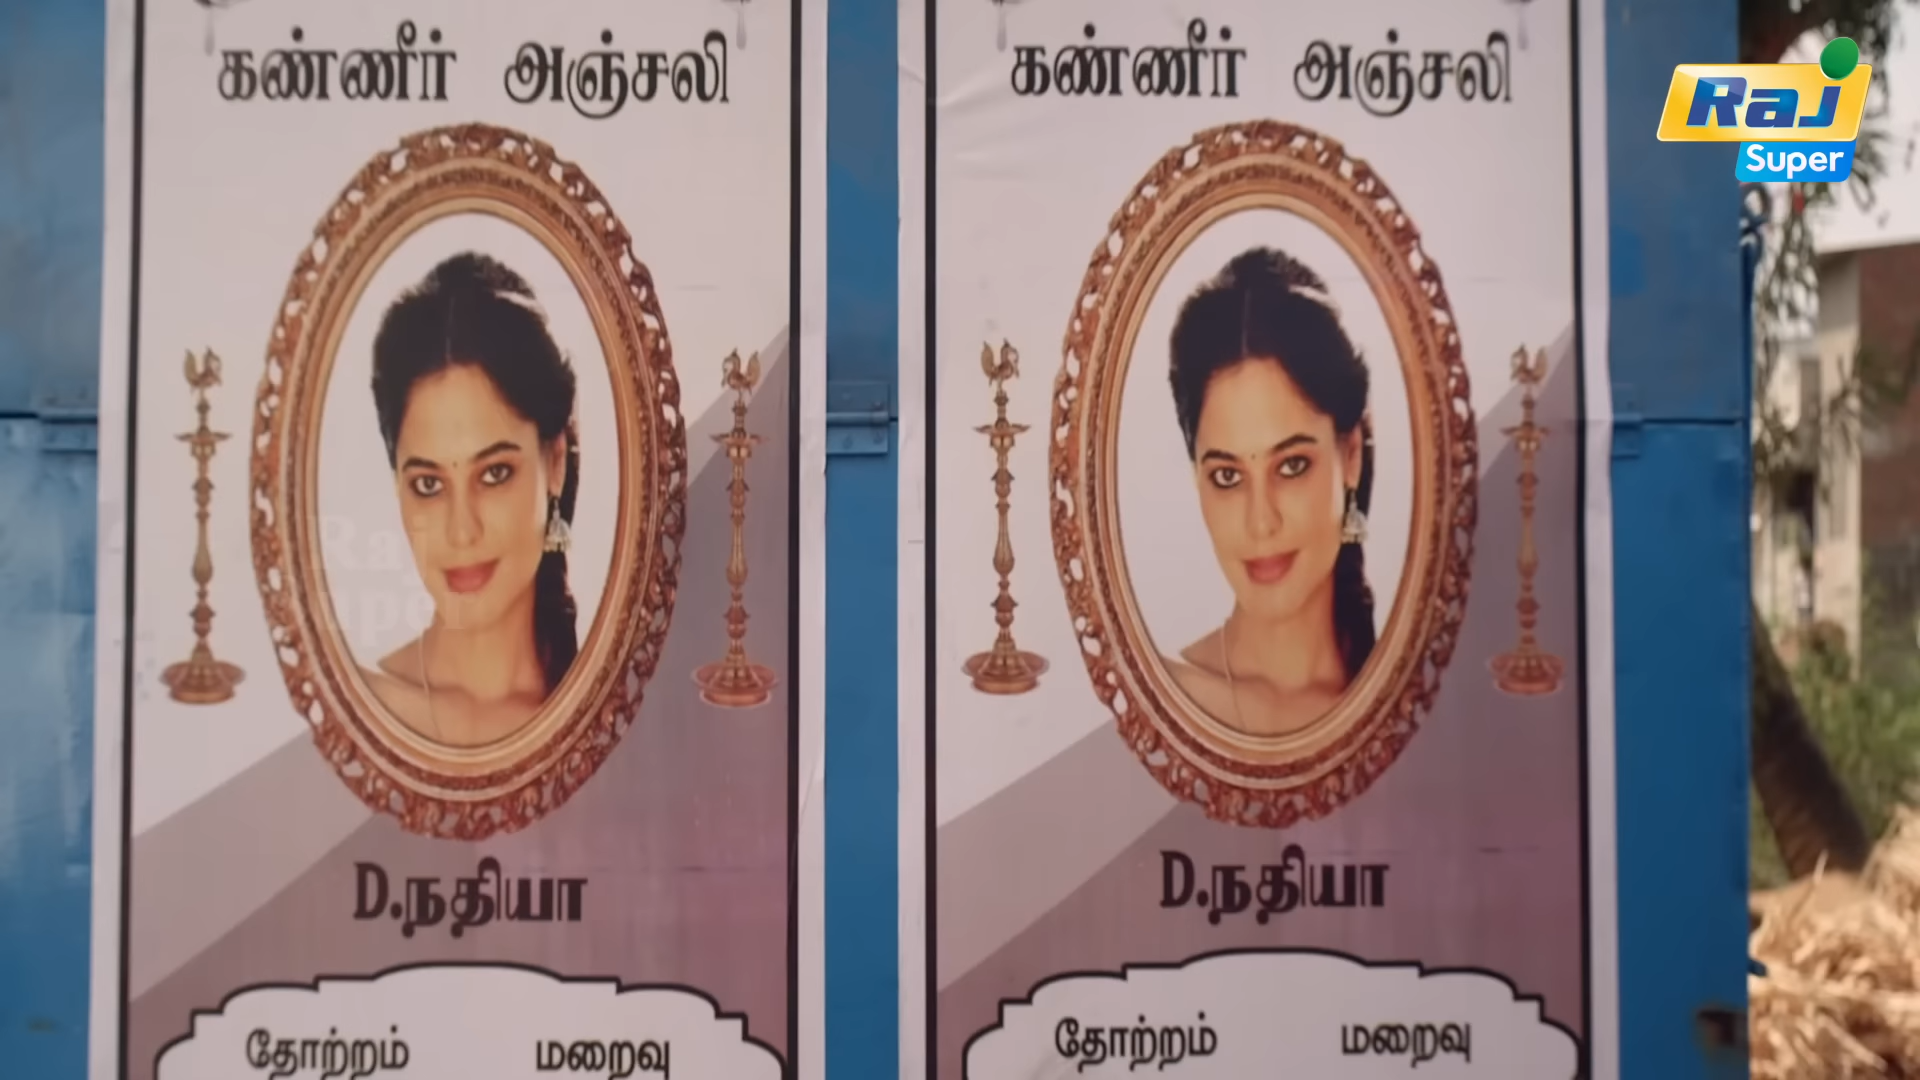 கண்ணீர் அஞ்சலி
D.நதியா
தோற்றம் மறைவு
கண்ணீர் அஞ்சலி
D.நதியா
தோற்றம் மறைவு
Raj
Super